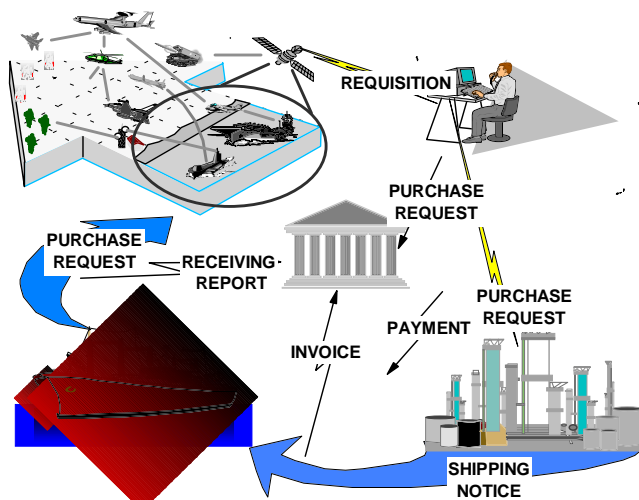 REQUISITION
PURCHASE
REQUEST
PURCHASE
REQUEST
RECEIVING
REPORT
PURCHASE
REQUEST
PAYMENT
INVOICE
SHIPPING
NOTICE